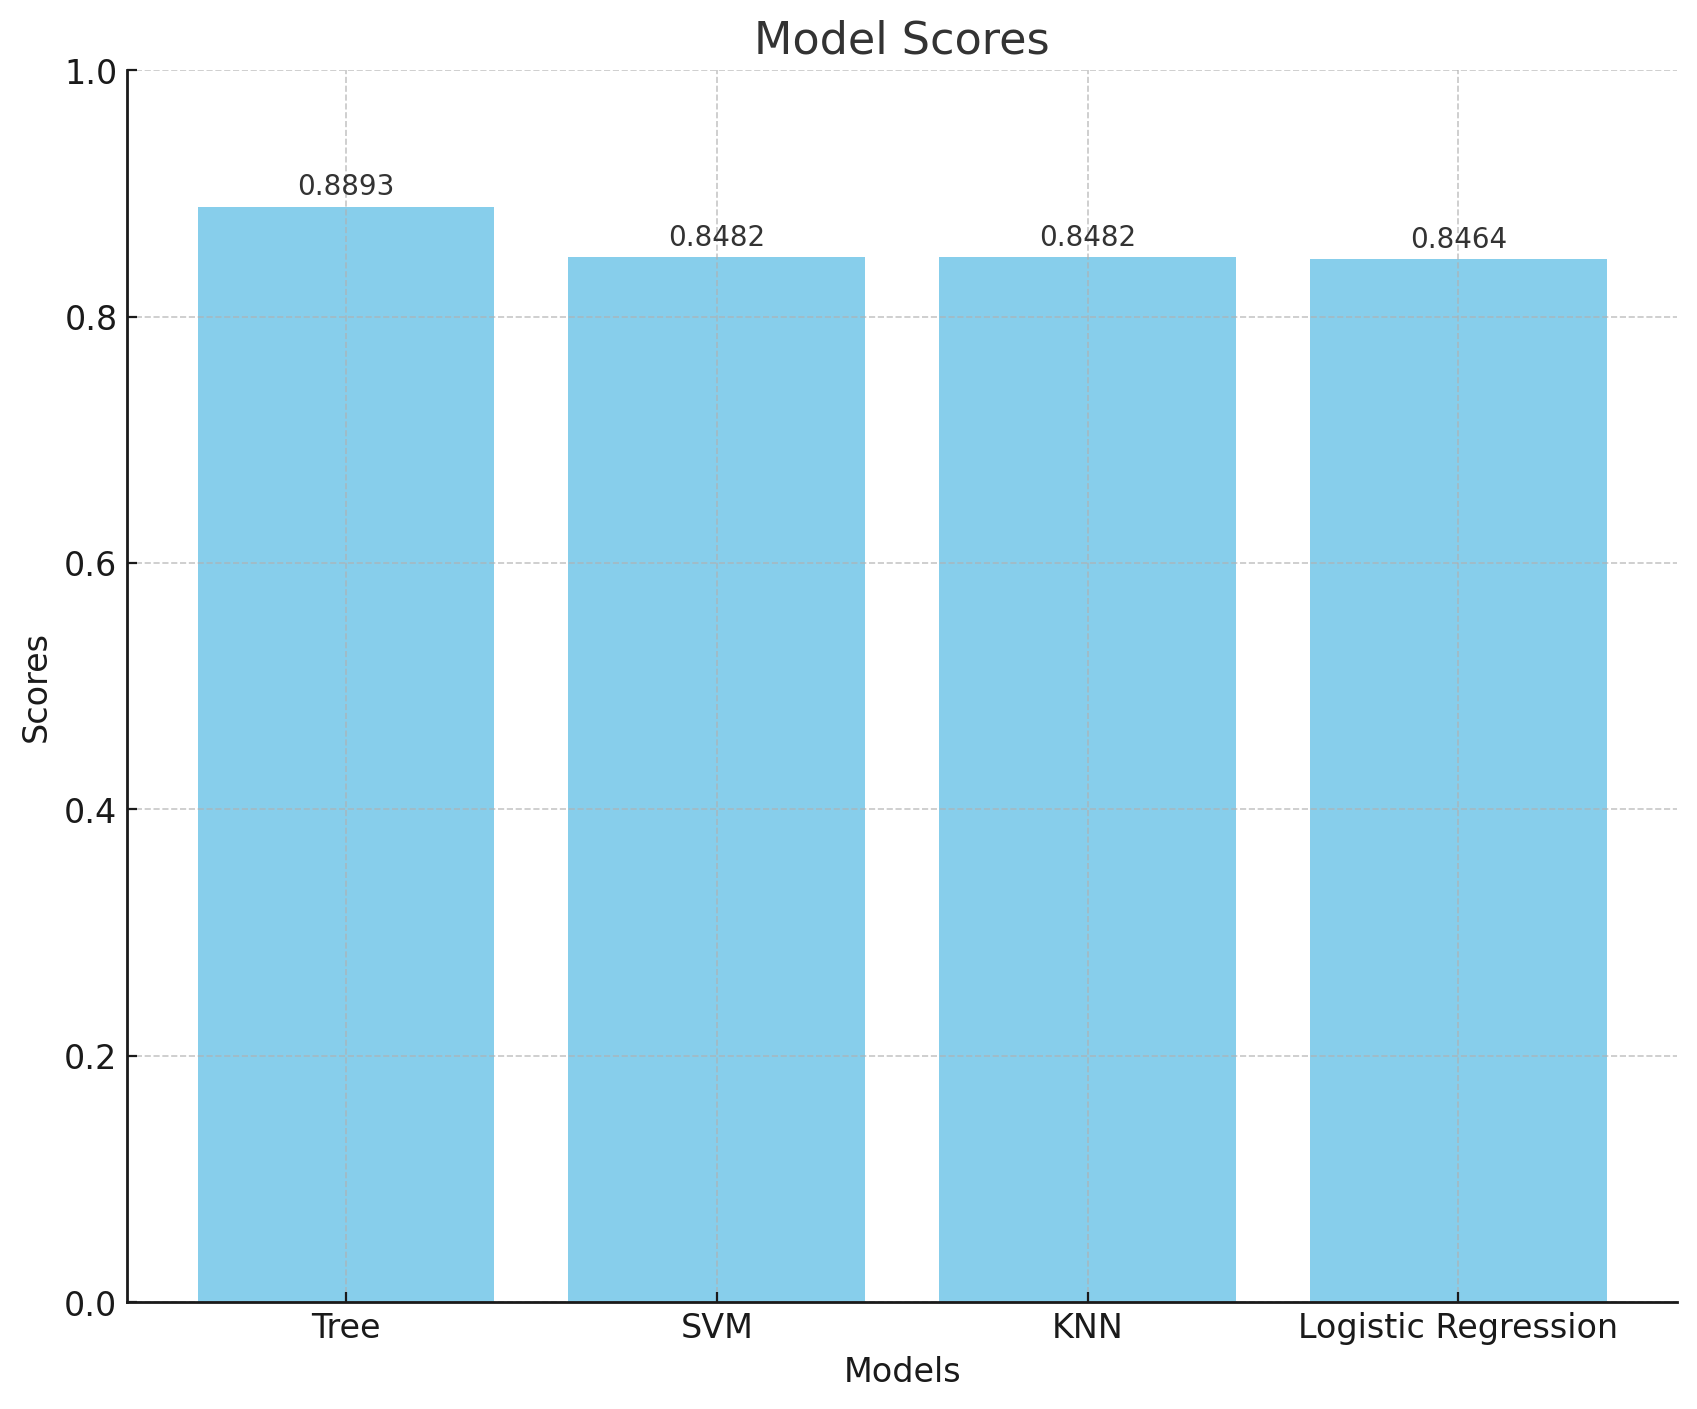 Model Scores
1.0
0.8
0.6
0.4
0.2
0.0
Scores
0.8893
0.8482
0.8482
0.8464
Tree
SVM
KNN
Logistic Regression
Models